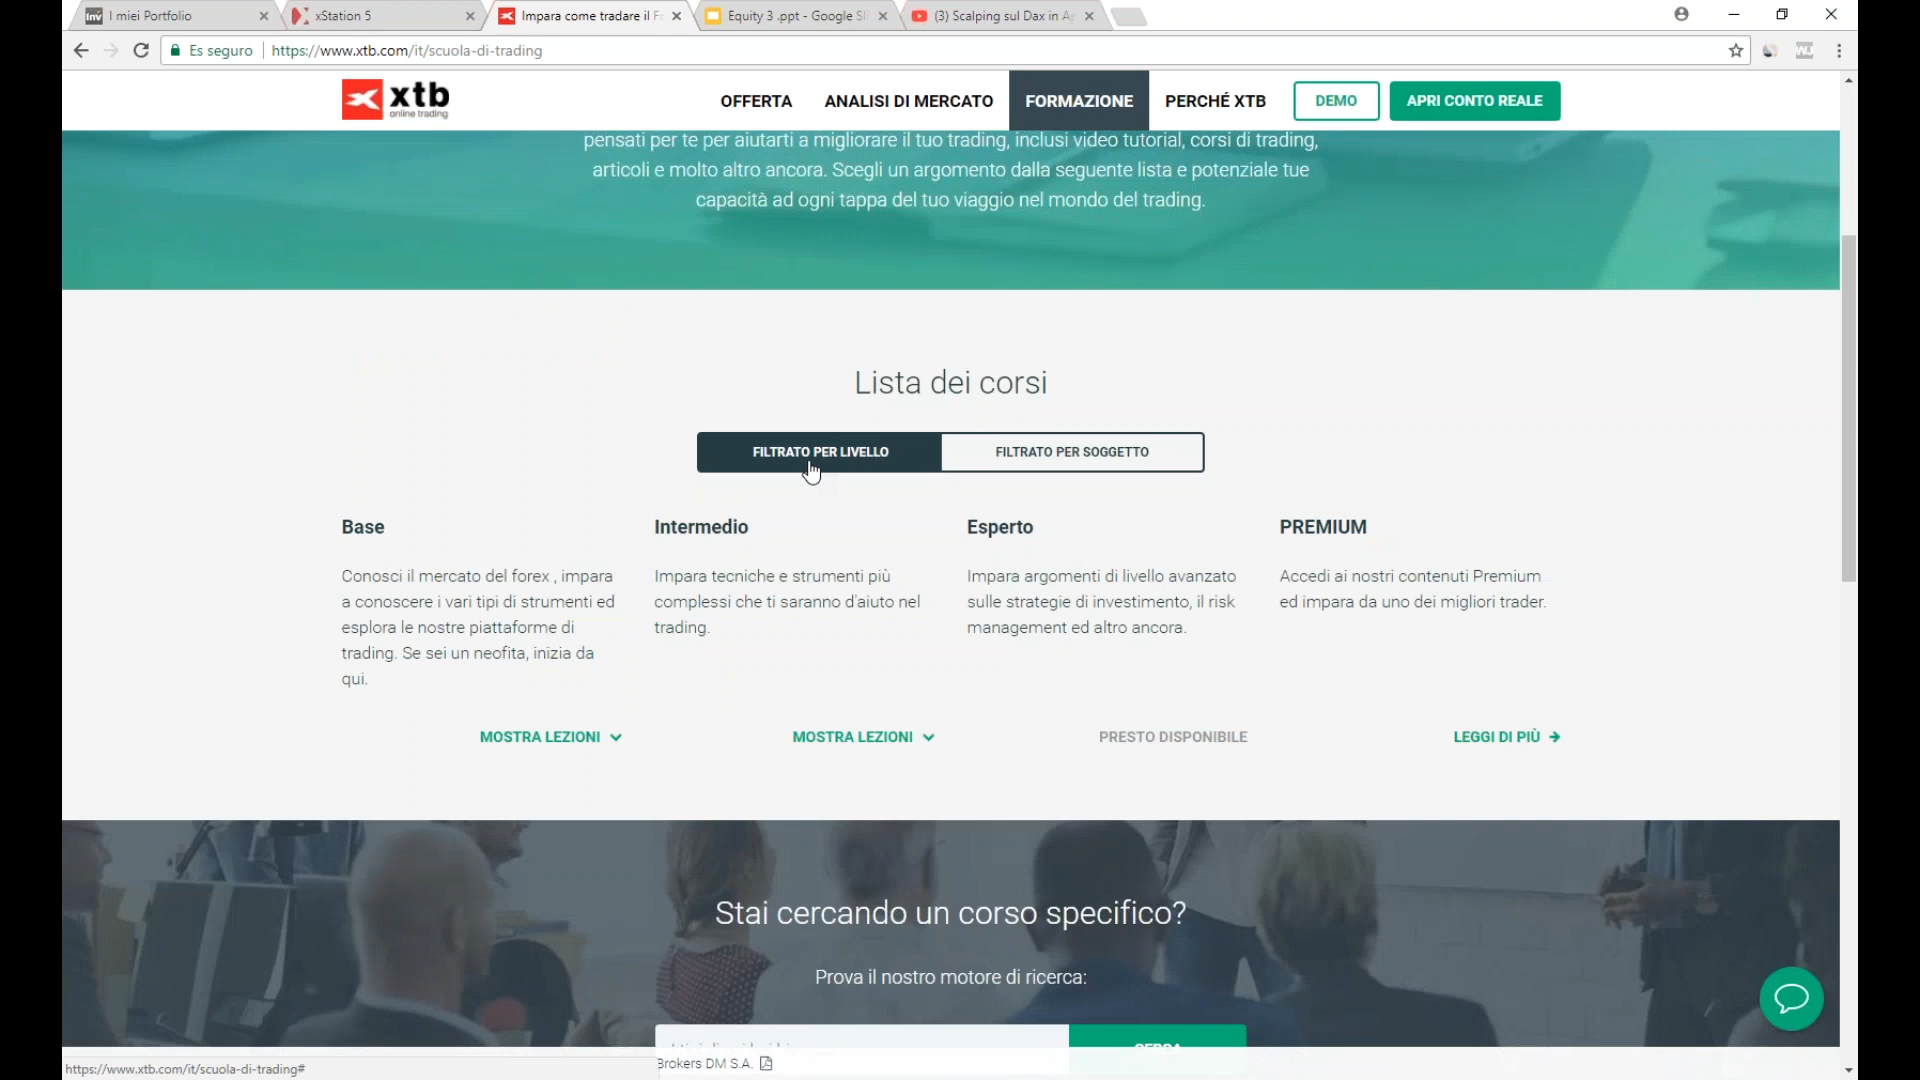 I miei Portfolio
xStation 5
Impara come tradare il F
Equity 3 .ppt - Google Sl
(3) Scalping sul Dax in A
Es seguro
https://www.xtb.com/it/scuola-di-trading
xtb
online trading
OFFERTA
ANALISI DI MERCATO
FORMAZIONE
PERCHÉ XTB
DEMO
APRI CONTO REALE
pensati per te per aiutarti a migliorare il tuo trading, inclusi video tutorial, corsi di trading,
articoli e molto altro ancora. Scegli un argomento dalla seguente lista e potenziale tue
capacità ad ogni tappa del tuo viaggio nel mondo del trading.
Lista dei corsi
FILTRATO PER LIVELLO
FILTRATO PER SOGGETTO
Base
Conosci il mercato del forex , impara
a conoscere i vari tipi di strumenti ed
esplora le nostre piattaforme di
trading. Se sei un neofita, inizia da
qui.
MOSTRA LEZIONI
Intermedio
Impara tecniche e strumenti più
complessi che ti saranno d'aiuto nel
trading.
MOSTRA LEZIONI
Esperto
Impara argomenti di livello avanzato
sulle strategie di investimento, il risk
management ed altro ancora.
PRESTO DISPONIBILE
PREMIUM
Accedi ai nostri contenuti Premium
ed impara da uno dei migliori trader.
LEGGI DI PIÙ
Stai cercando un corso specifico?
Prova il nostro motore di ricerca:
CERCA
Brokers DM S.A.
https://www.xtb.com/it/scuola-di-trading#